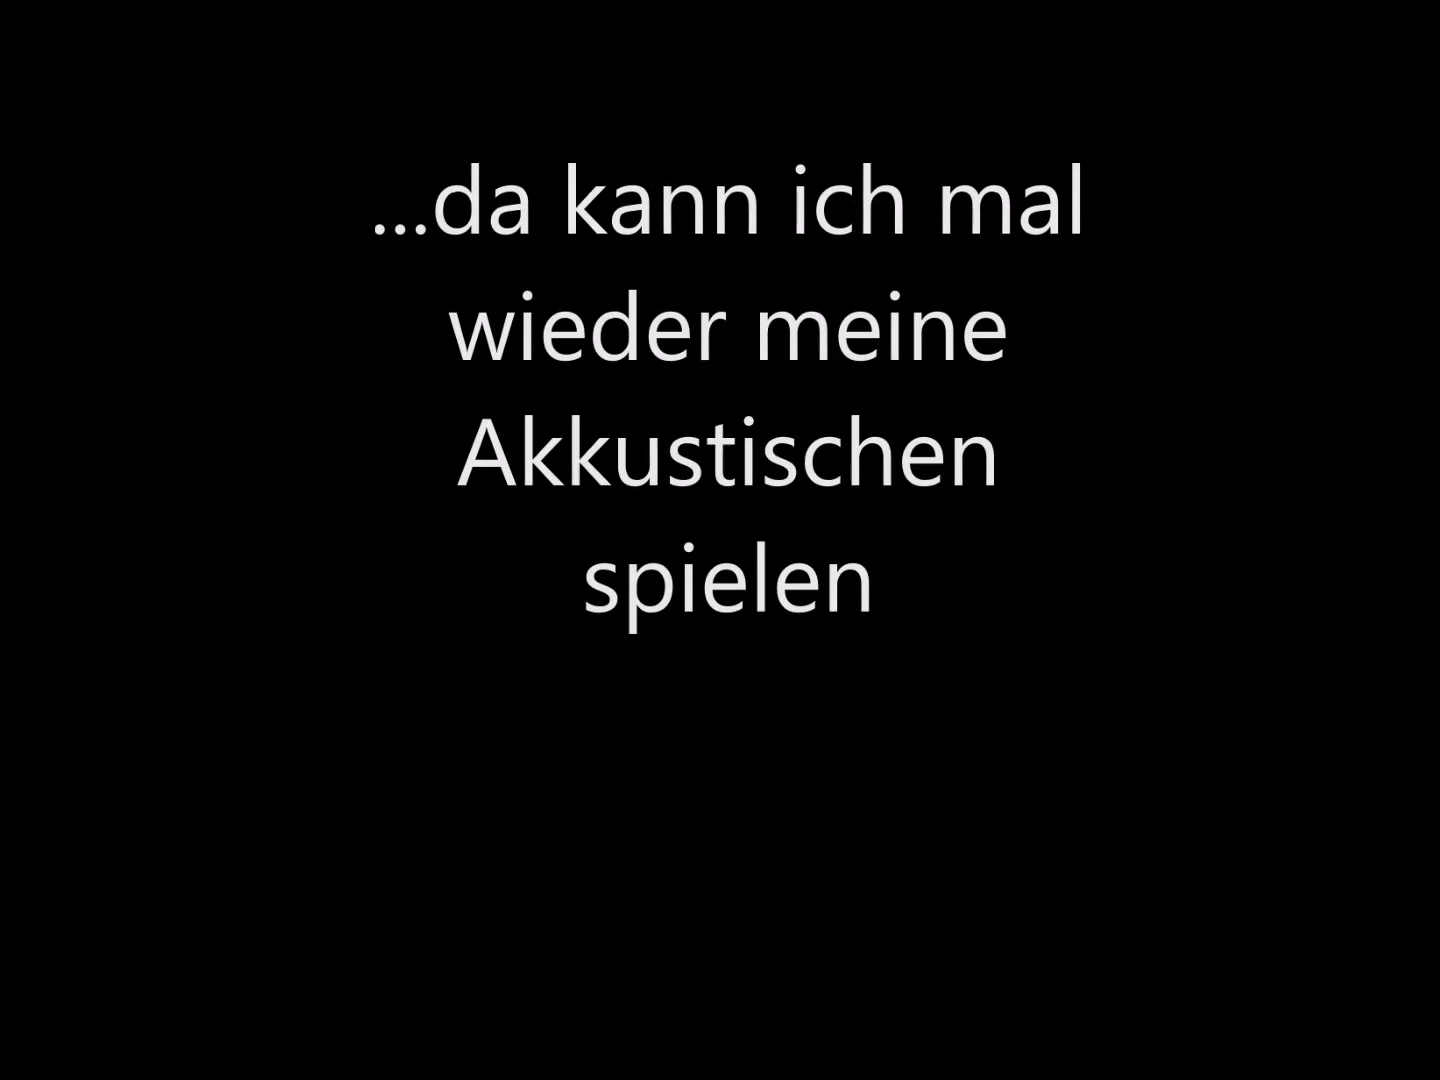 ...da kann ich mal
wieder meine
Akkustischen
spielen